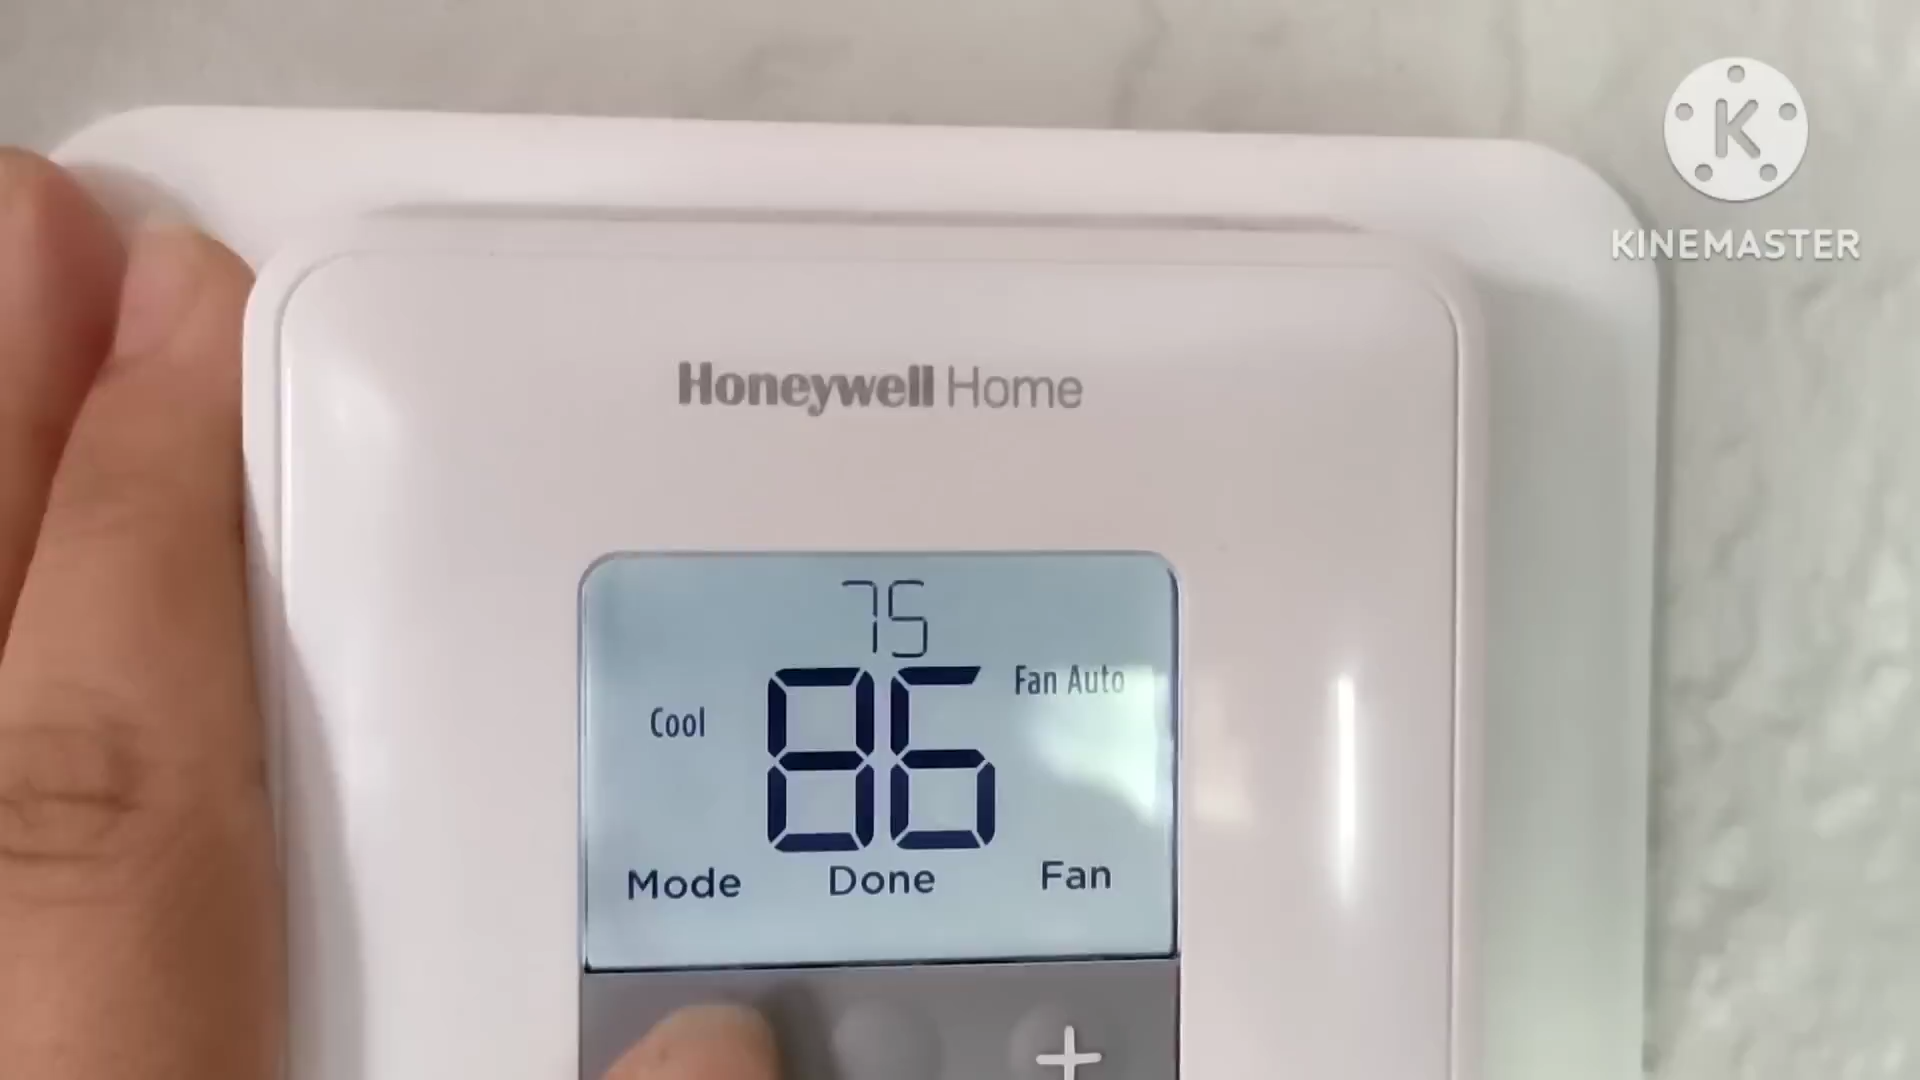 K
KINEMASTER
Honeywell Home
75
Cool
86
Fan Auto
Mode
Done
Fan
+